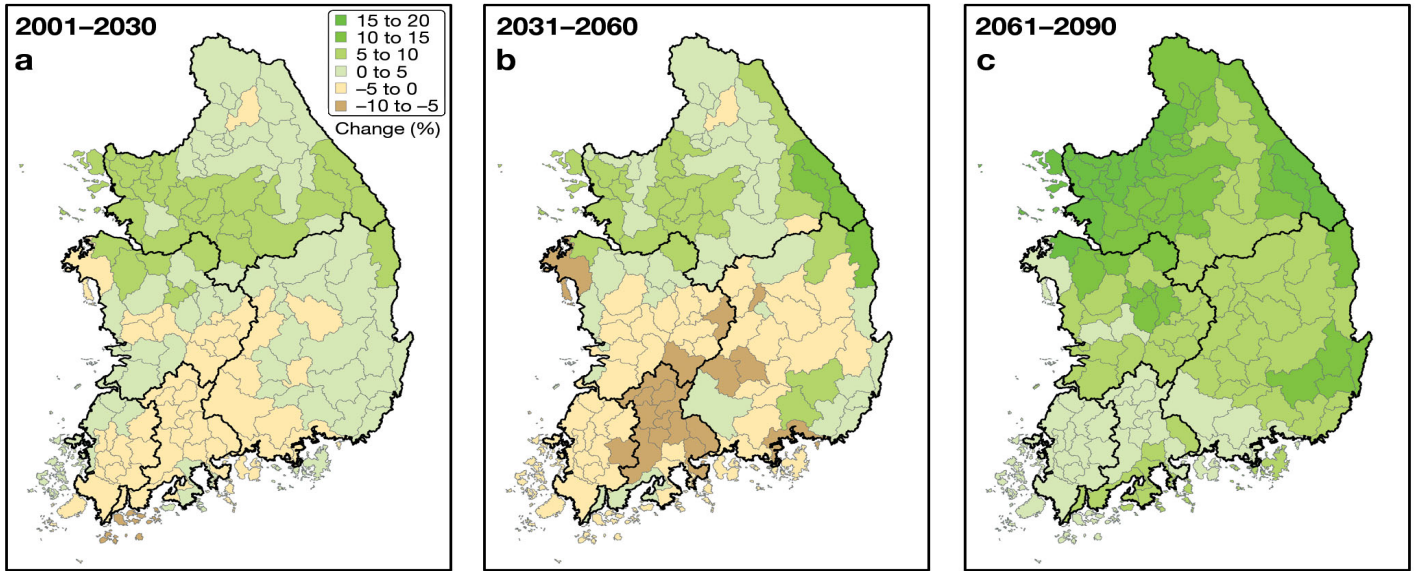 2001–2030
a
15 to 20
10 to 15
5 to 10
0 to 5
–5 to 0
–10 to –5
Change (%)
2031–2060
b
2061–2090
c